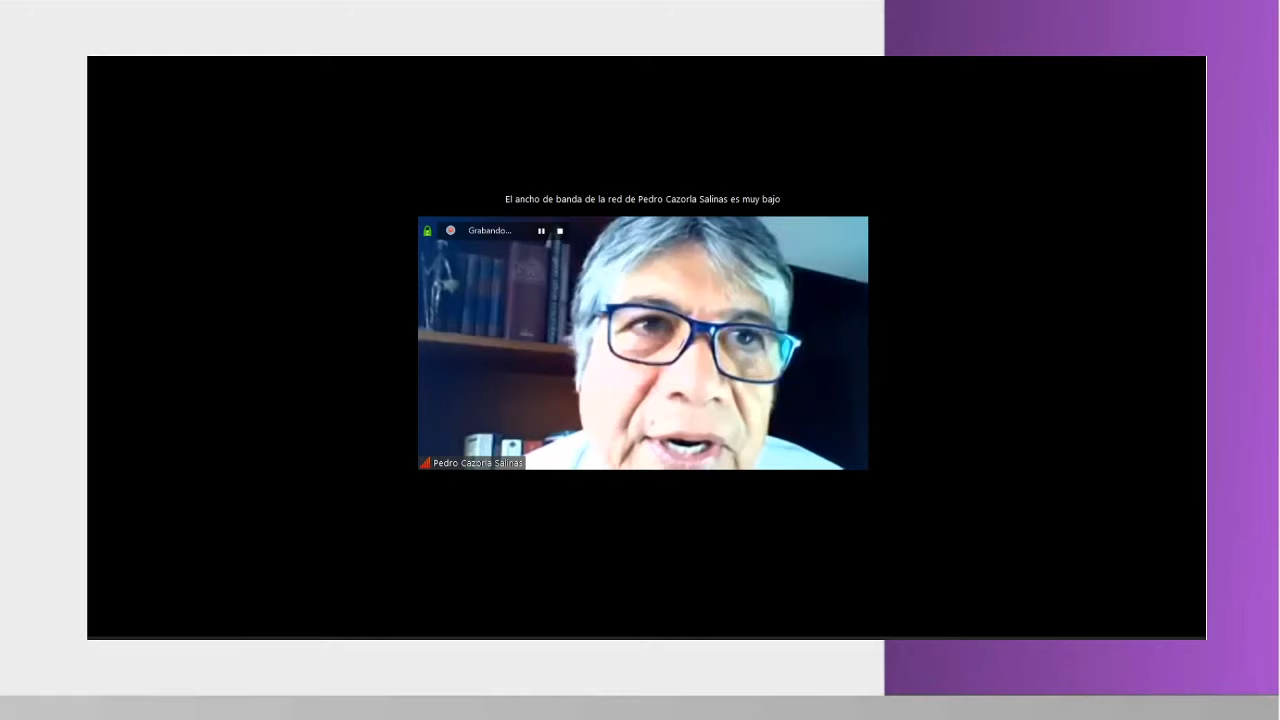 El ancho de banda de la red de Pedro Cazorla Salinas es muy bajo
Grabando...
Pedro Cazorla Salinas